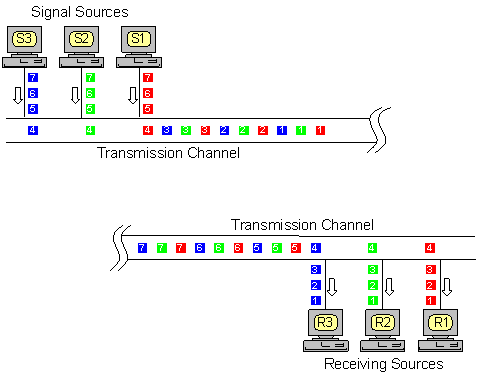 Signal Sources
S3 S2 S1
7 7 7
6 6 6
5 5 5
4 4 4 3 3 3 2 2 2 1 1 1
Transmission Channel
Transmission Channel
7 7 7 6 6 6 5 5 5 4 4 4
3 3 3
2 2 2
1 1 1
R3 R2 R1
Receiving Sources